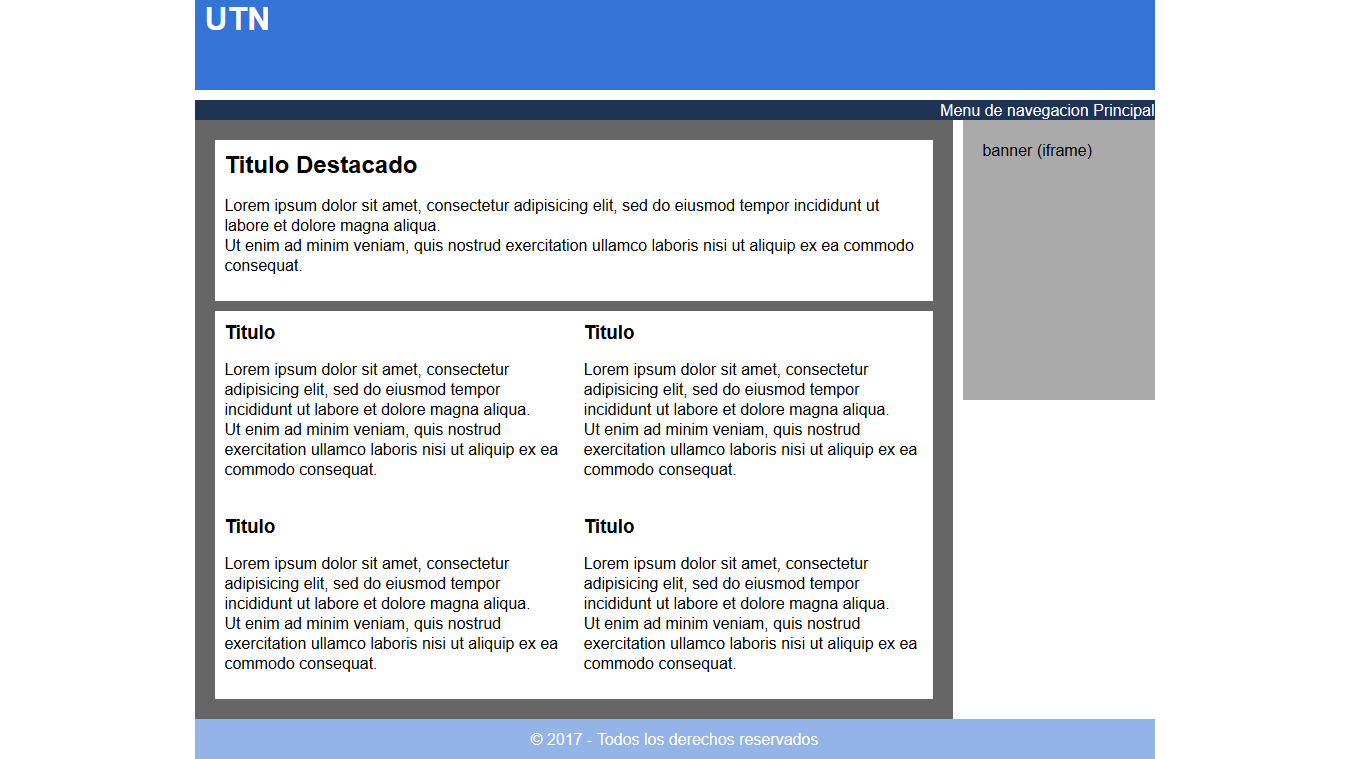 UTN
Menu de navegacion Principal
banner (iframe)
Titulo Destacado
Lorem ipsum dolor sit amet, consectetur adipisicing elit, sed do eiusmod tempor incididunt ut
labore et dolore magna aliqua.
Ut enim ad minim veniam, quis nostrud exercitation ullamco laboris nisi ut aliquip ex ea commodo
consequat.
Titulo
Lorem ipsum dolor sit amet, consectetur
adipisicing elit, sed do eiusmod tempor
incididunt ut labore et dolore magna aliqua.
Ut enim ad minim veniam, quis nostrud
exercitation ullamco laboris nisi ut aliquip ex ea
commodo consequat.
Titulo
Lorem ipsum dolor sit amet, consectetur
adipisicing elit, sed do eiusmod tempor
incididunt ut labore et dolore magna aliqua.
Ut enim ad minim veniam, quis nostrud
exercitation ullamco laboris nisi ut aliquip ex ea
commodo consequat.
Titulo
Lorem ipsum dolor sit amet, consectetur
adipisicing elit, sed do eiusmod tempor
incididunt ut labore et dolore magna aliqua.
Ut enim ad minim veniam, quis nostrud
exercitation ullamco laboris nisi ut aliquip ex ea
commodo consequat.
Titulo
Lorem ipsum dolor sit amet, consectetur
adipisicing elit, sed do eiusmod tempor
incididunt ut labore et dolore magna aliqua.
Ut enim ad minim veniam, quis nostrud
exercitation ullamco laboris nisi ut aliquip ex ea
commodo consequat.
© 2017 - Todos los derechos reservados